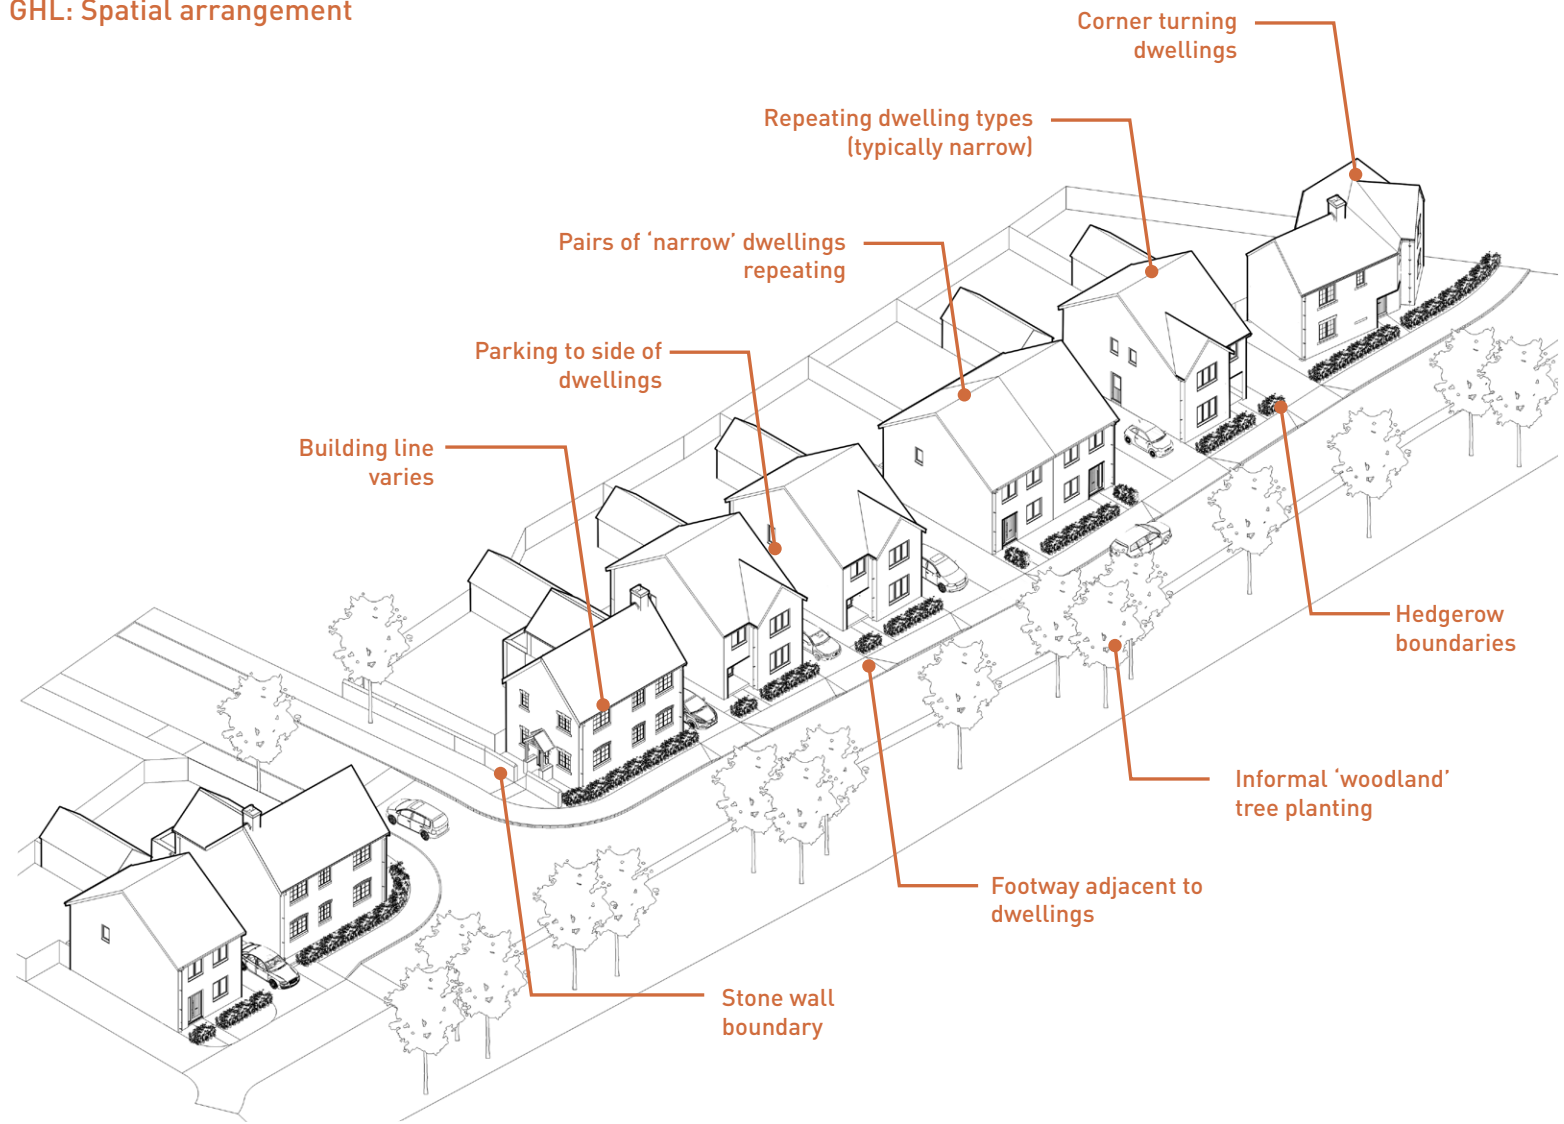 GHL: Spatial arrangement
Corner turning
dwellings
Repeating dwelling types
(typically narrow)
Pairs of ‘narrow’ dwellings
repeating
Parking to side of
dwellings
Building line
varies
Hedgerow
boundaries
Informal ‘woodland’
tree planting
Footway adjacent to
dwellings
Stone wall
boundary